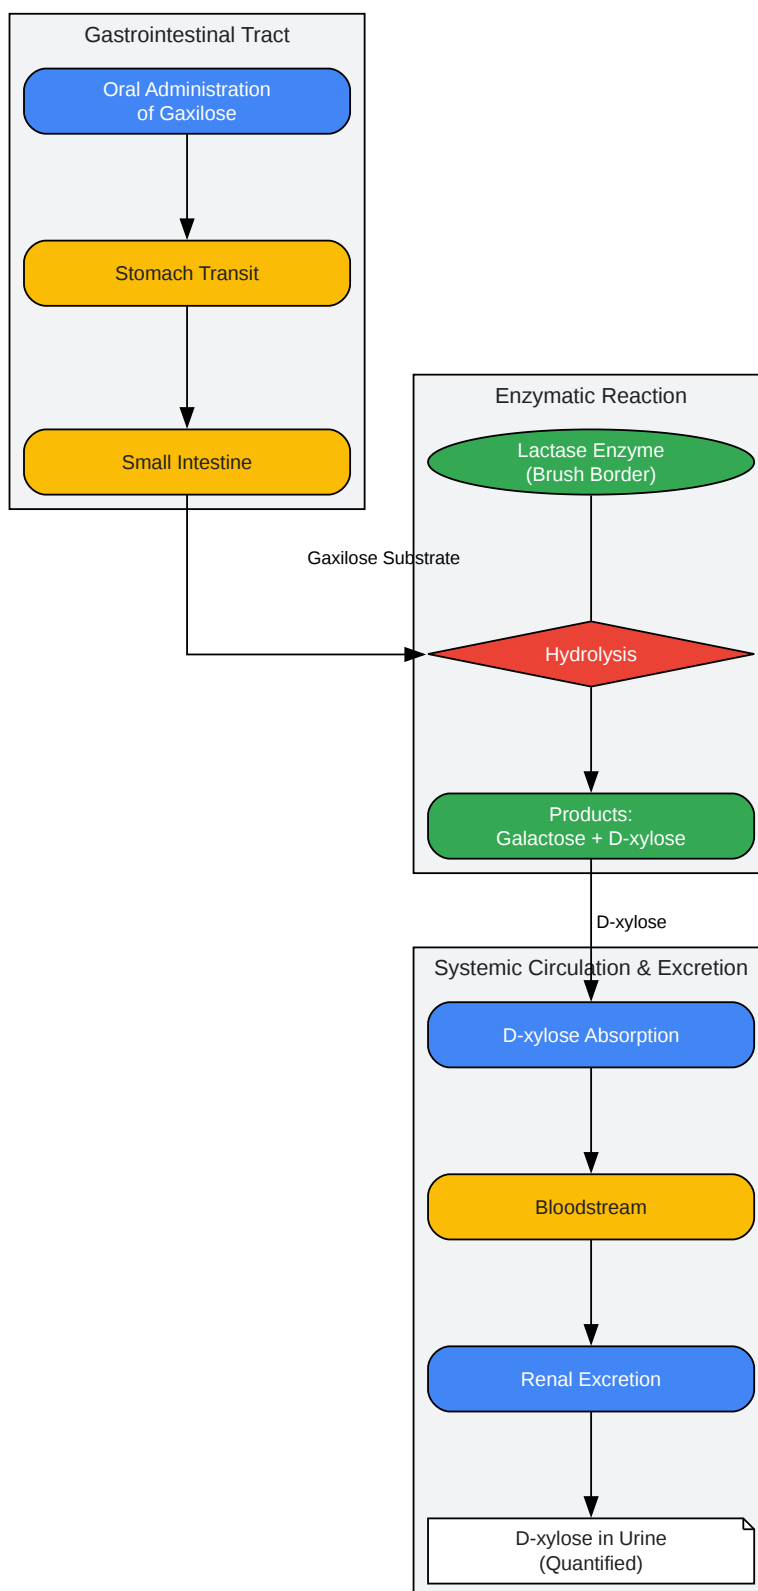 Gastrointestinal Tract
Oral Administration
of Gaxilose
Stomach Transit
Small Intestine
Gaxilose Substrate
Enzymatic Reaction
Lactase Enzyme
(Brush Border)
Hydrolysis
Products:
Galactose + D-xylose
D-xylose
Systemic Circulation & Excretion
D-xylose Absorption
Bloodstream
Renal Excretion
D-xylose in Urine
(Quantified)